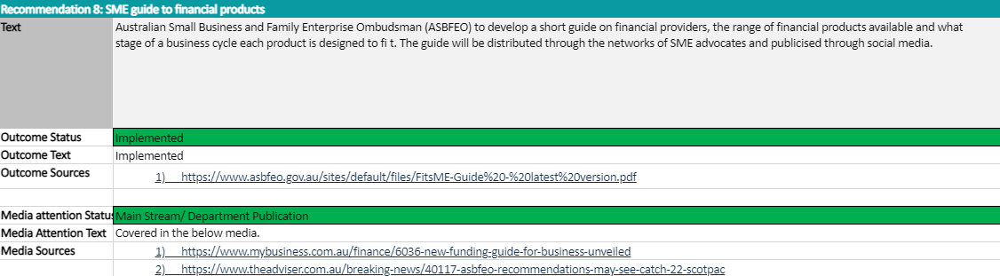 Recommendation 8: SME guide to financial products
Text
Australian Small Business and Family Enterprise Ombudsman (ASBFEO) to develop a short guide on financial providers, the range of financial products available and what
stage of a business cycle each product is designed to fi t. The guide will be distributed through the networks of SME advocates and publicised through social media.
Outcome Status Implemented
Outcome Text Implemented
Outcome Sources 1) https://www.asbfeo.gov.au/sites/default/files/FitsME-Guide%20-%20latest%20version.pdf
Media attention Status Main Stream/ Department Publication
Media Attention Text Covered in the below media.
Media Sources 1) https://www.mybusiness.com.au/finance/6036-new-funding-guide-for-business-unveiled
2) https://www.theadviser.com.au/breaking-news/40117-asbfeo-recommendations-may-see-catch-22-scotpac